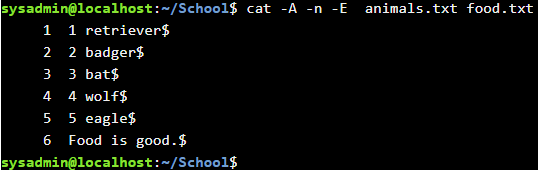 sysadmin@localhost:~/School$ cat -A -n -E  animals.txt food.txt
     1  1 retriever$
     2  2 badger$
     3  3 bat$
     4  4 wolf$
     5  5 eagle$
     6  Food is good.$
sysadmin@localhost:~/School$